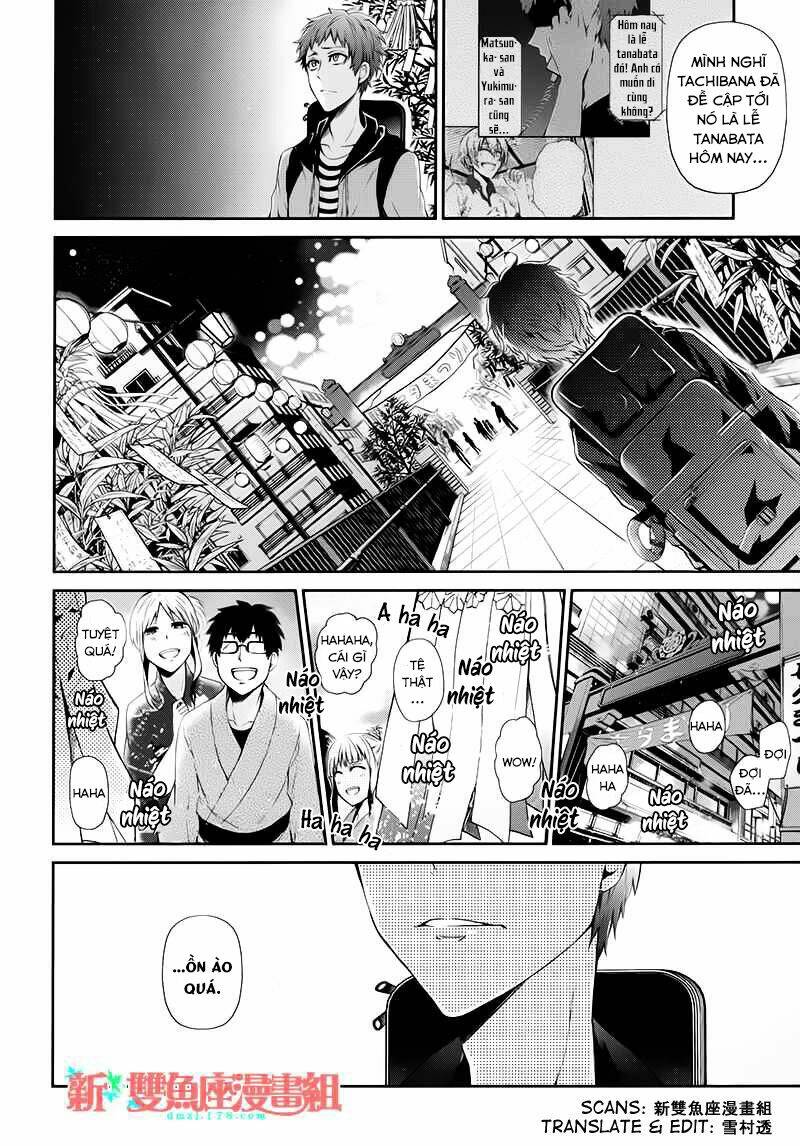 MÌNH NGHĨ
TACHIBANA ĐÃ
ĐỀ CẬP TỚI
NÓ LÀ LỄ
TANABATA
HÔM NAY...
Hôm nay
là lễ
tanabata
đó! Anh có
muốn đi
cùng không?
Matsuo-
ka-san
và
Yukimu-
ra-san
cũng
sẽ...
Náo
nhiệt
HAHA
ĐỢI
ĐỢI
ĐÃ...
HAHA
HA
Náo
nhiệt
Náo
nhiệt
A ha ha
HAHAHA,
CÁI GÌ
VẬY?
TỆ
THẬT
...
WOW!
Náo
nhiệt
Náo
nhiệt
Ha ha ha
TUYỆT
QUÁ!
Náo
nhiệt
Náo
nhiệt
HAHA
Náo
nhiệt
...ỒN ÀO
QUÁ.
新雙魚座漫畫組
dmzj.178.com
SCANS: 新雙魚座漫畫組
TRANSLATE & EDIT: 雪村透